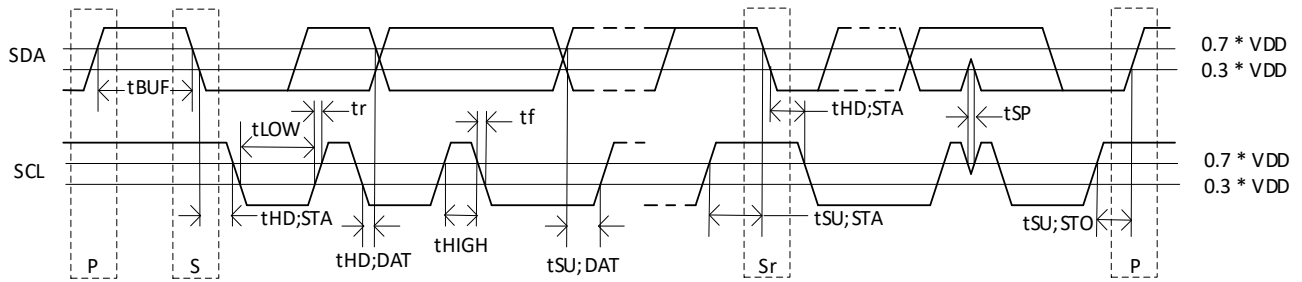 SDA
0.7 * VDD
0.3 * VDD
tBUF
tr
tLOW
tf
tHD;STA
tSP
SCL
0.7 * VDD
0.3 * VDD
tHD;STA
tHD;DAT
tHIGH
tSU;DAT
tSU;STA
tSU;STO
P
S
Sr
P